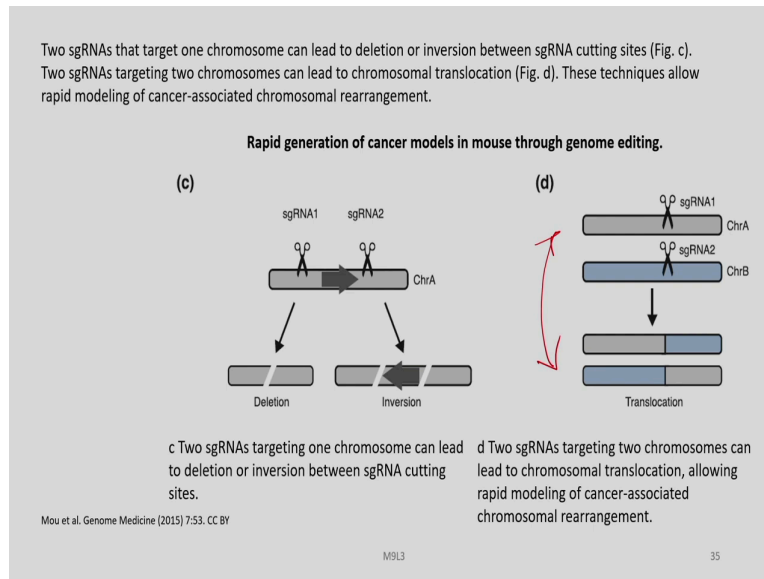 Two sgRNAs that target one chromosome can lead to deletion or inversion between sgRNA cutting sites (Fig. c).
Two sgRNAs targeting two chromosomes can lead to chromosomal translocation (Fig. d). These techniques allow
rapid modeling of cancer-associated chromosomal rearrangement.
Rapid generation of cancer models in mouse through genome editing.
(c)
sgRNA1 sgRNA2
ChrA
Deletion Inversion
(d)
sgRNA1
ChrA
sgRNA2
ChrB
Translocation
c Two sgRNAs targeting one chromosome can lead
to deletion or inversion between sgRNA cutting
sites.
d Two sgRNAs targeting two chromosomes can
lead to chromosomal translocation, allowing
rapid modeling of cancer-associated
chromosomal rearrangement.
Mou et al. Genome Medicine (2015) 7:53. CC BY
M9L3 35